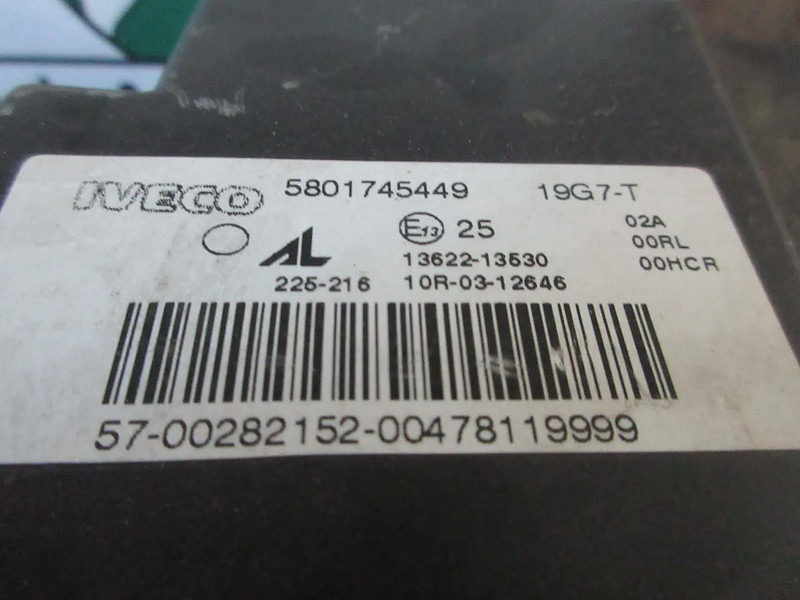 IVECO 5801745449 19G7-T
AL E13 25 02A
00RL
13622-13530 00HCR
225-216 10R-03-12646
57-00282152-00478119999